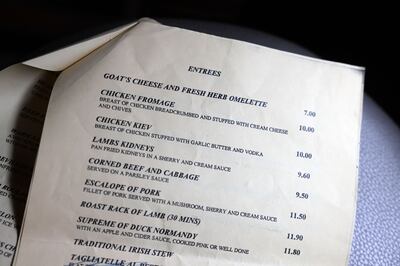 ENTREES
GOAT'S CHEESE AND FRESH HERB OMELETTE 7.00
CHICKEN FROMAGE
BREAST OF CHICKEN BREADCRUMBED AND STUFFED WITH CREAM CHEESE 10.00
AND CHIVES
CHICKEN KIEV
BREAST OF CHICKEN STUFFED WITH GARLIC BUTTER AND VODKA 10.00
LAMBS KIDNEYS
PAN FRIED KIDNEYS IN A SHERRY AND CREAM SAUCE 9.60
CORNED BEEF AND CABBAGE
SERVED ON A PARSLEY SAUCE 9.50
ESCALOPE OF PORK
FILLET OF PORK SERVED WITH A MUSHROOM, SHERRY AND CREAM SAUCE 11.50
ROAST RACK OF LAMB (30 MINS) 11.90
SUPREME OF DUCK NORMANDY
WITH AN APPLE AND CIDER SAUCE, COOKED PINK OR WELL DONE 11.80
TRADITIONAL IRISH STEW
TAGLIATELLE